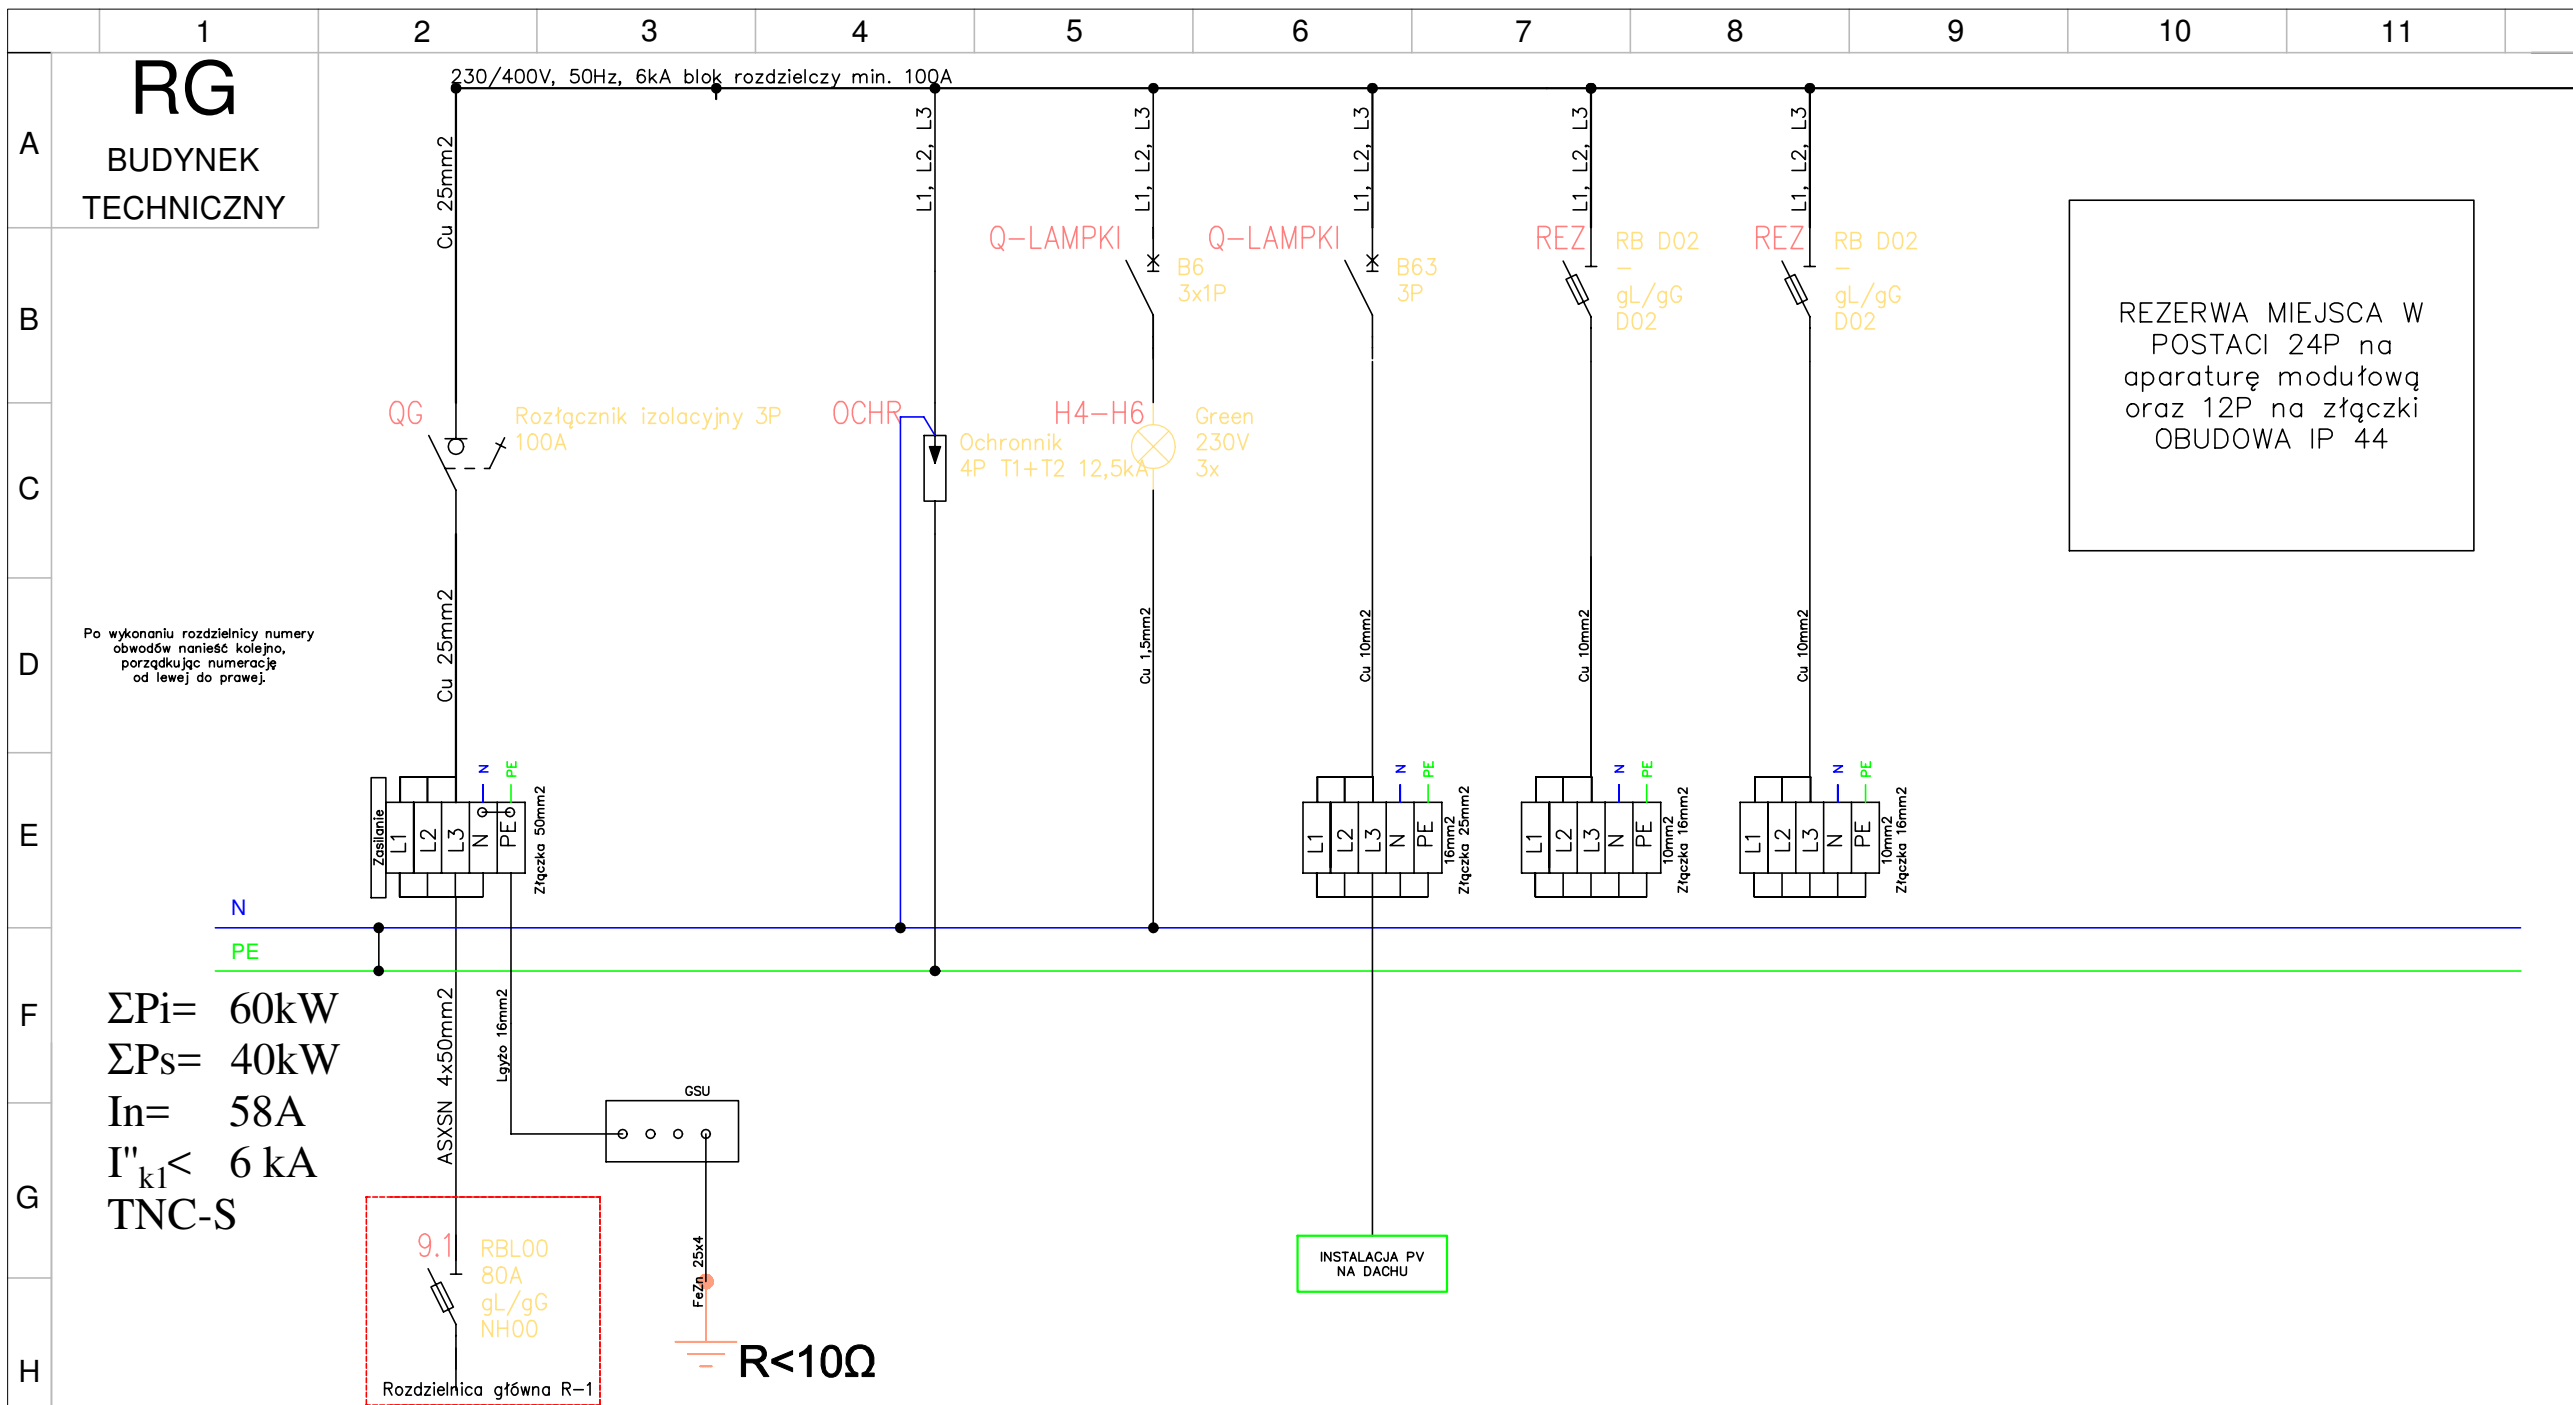 1 2 3 4 5 6 7 8 9 10 11
A
B
C
D
E
F
G
H
RG
BUDYNEK
TECHNICZNY
230/400V, 50Hz, 6kA blok rozdzielczy min. 100A
Cu 25mm2
L1, L2, L3
L1, L2, L3
L1, L2, L3
L1, L2, L3
L1, L2, L3
Q-LAMPKI
B6
3x1P
Q-LAMPKI
B63
3P
REZ
RB D02
-
gL/gG
D02
REZ
RB D02
-
gL/gG
D02
REZERWA MIEJSCA W
POSTACI 24P na
aparaturę modułową
oraz 12P na złączki
OBUDOWA IP 44
QG
Rozłącznik izolacyjny 3P
100A
OCHR
Ochronnik
4P T1+T2 12,5kA
H4-H6
Green
230V
3x
Po wykonaniu rozdzielnicy numery
obwodów nanieść kolejno,
porządkując numerację
od lewej do prawej.
Cu 25mm2
Cu 1,5mm2
Cu 10mm2
Cu 10mm2
Cu 10mm2
Zasilanie
L1 L2 L3 N PE
N PE
Złączka 50mm2
L1 L2 L3 N PE
N PE
16mm2
Złączka 25mm2
L1 L2 L3 N PE
N PE
10mm2
Złączka 16mm2
L1 L2 L3 N PE
N PE
10mm2
Złączka 16mm2
N
PE
ΣPi= 60kW
ΣPs= 40kW
In= 58A
I"k1< 6 kA
TNC-S
ASXSN 4x50mm2
Lgyżo 16mm2
GSU
FeZn 25x4
R<10Ω
9.1
RBL00
80A
gL/gG
NH00
Rozdzielnica główna R-1
INSTALACJA PV
NA DACHU